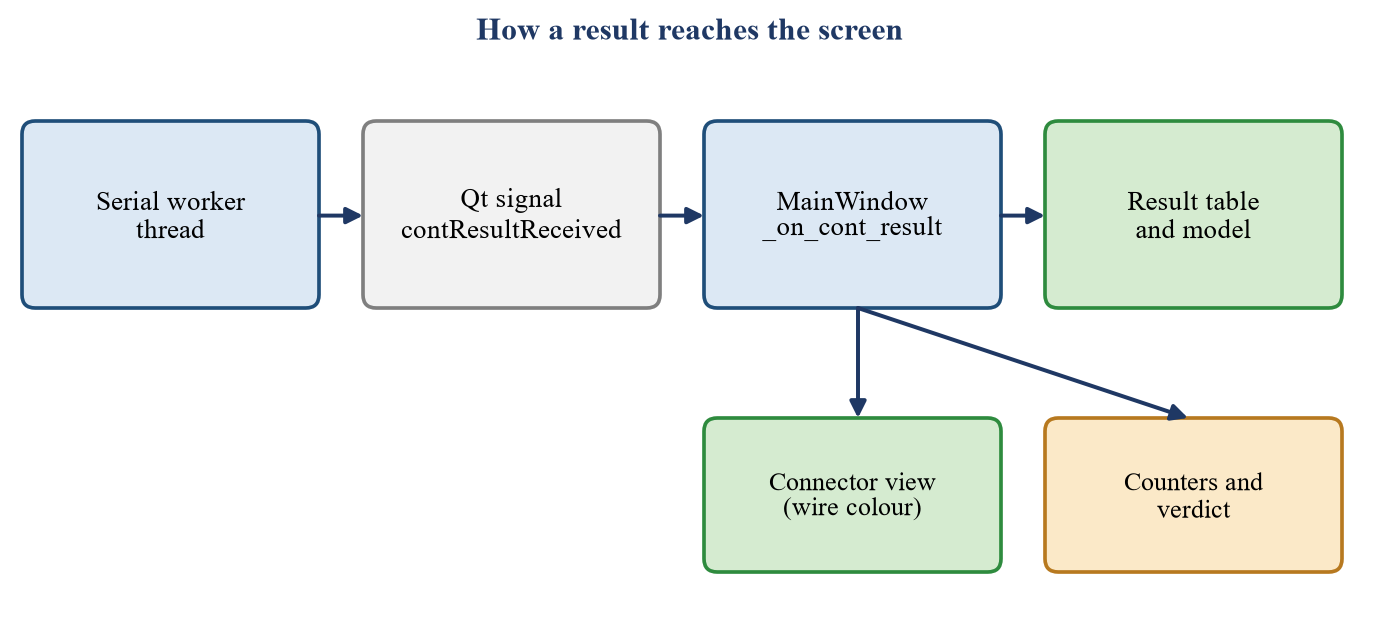 How a result reaches the screen
Serial worker
thread
Qt signal
contResultReceived
MainWindow
_on_cont_result
Result table
and model
Connector view
(wire colour)
Counters and
verdict